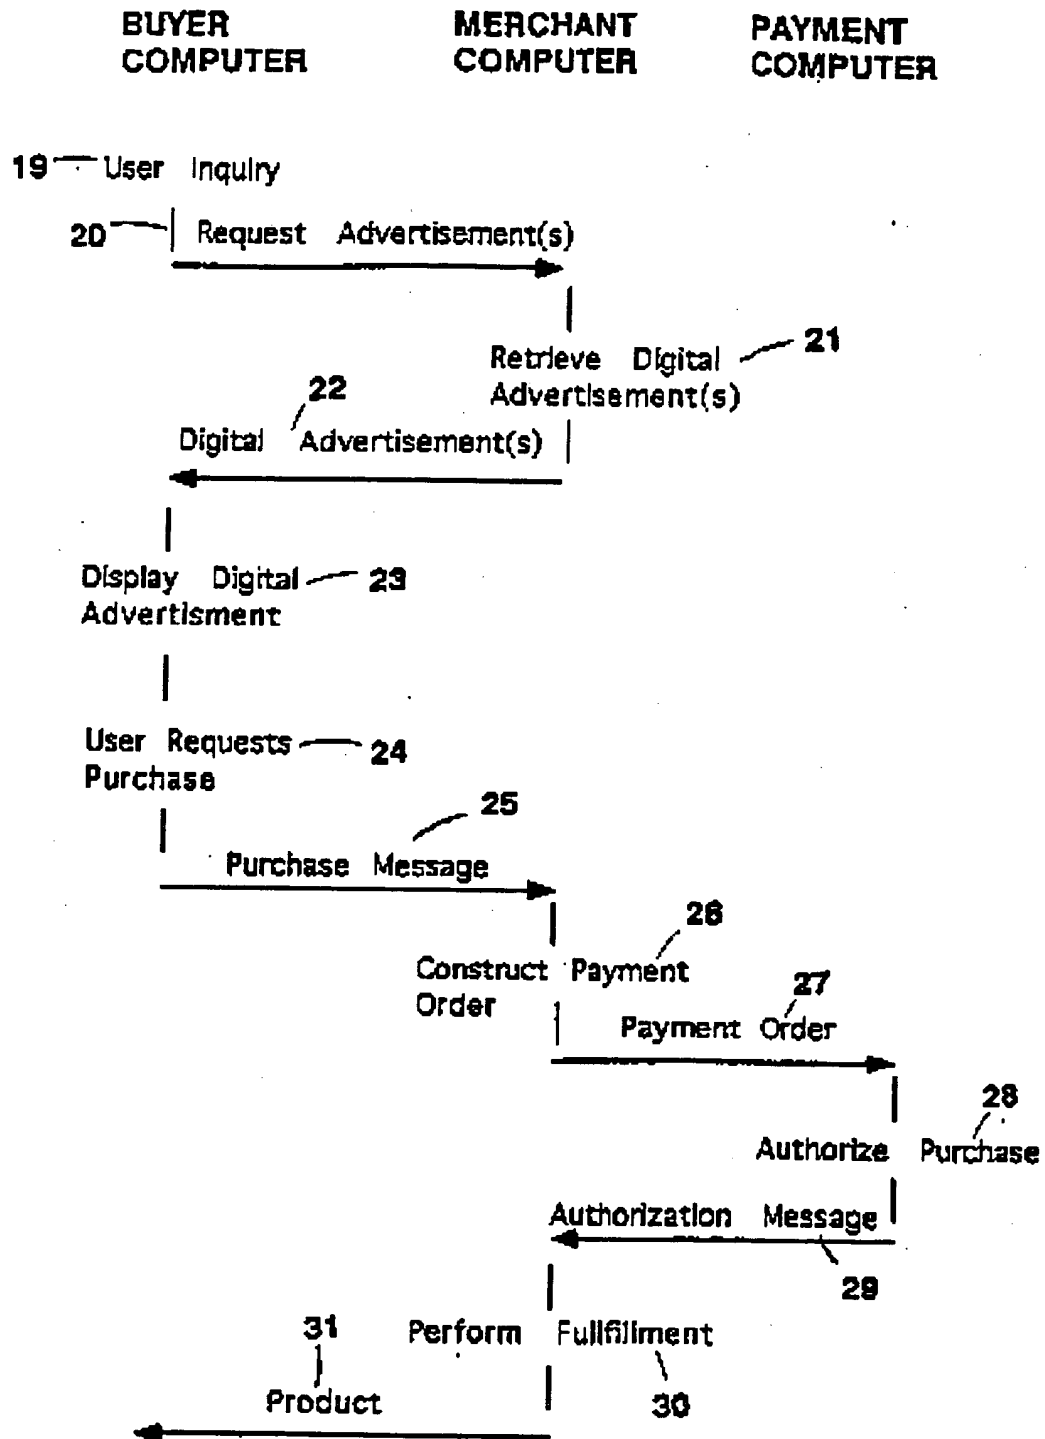 BUYER COMPUTER
MERCHANT COMPUTER
PAYMENT COMPUTER
19 User Inquiry
20 Request Advertisement(s)
Retrieve Digital 21
Advertisement(s)
22
Digital Advertisement(s)
Display Digital 23
Advertisment
User Requests 24
Purchase
25
Purchase Message
26
Construct Payment
Order
27
Payment Order
28
Authorize Purchase
Authorization Message
29
31
Perform Fullfillment
Product
30